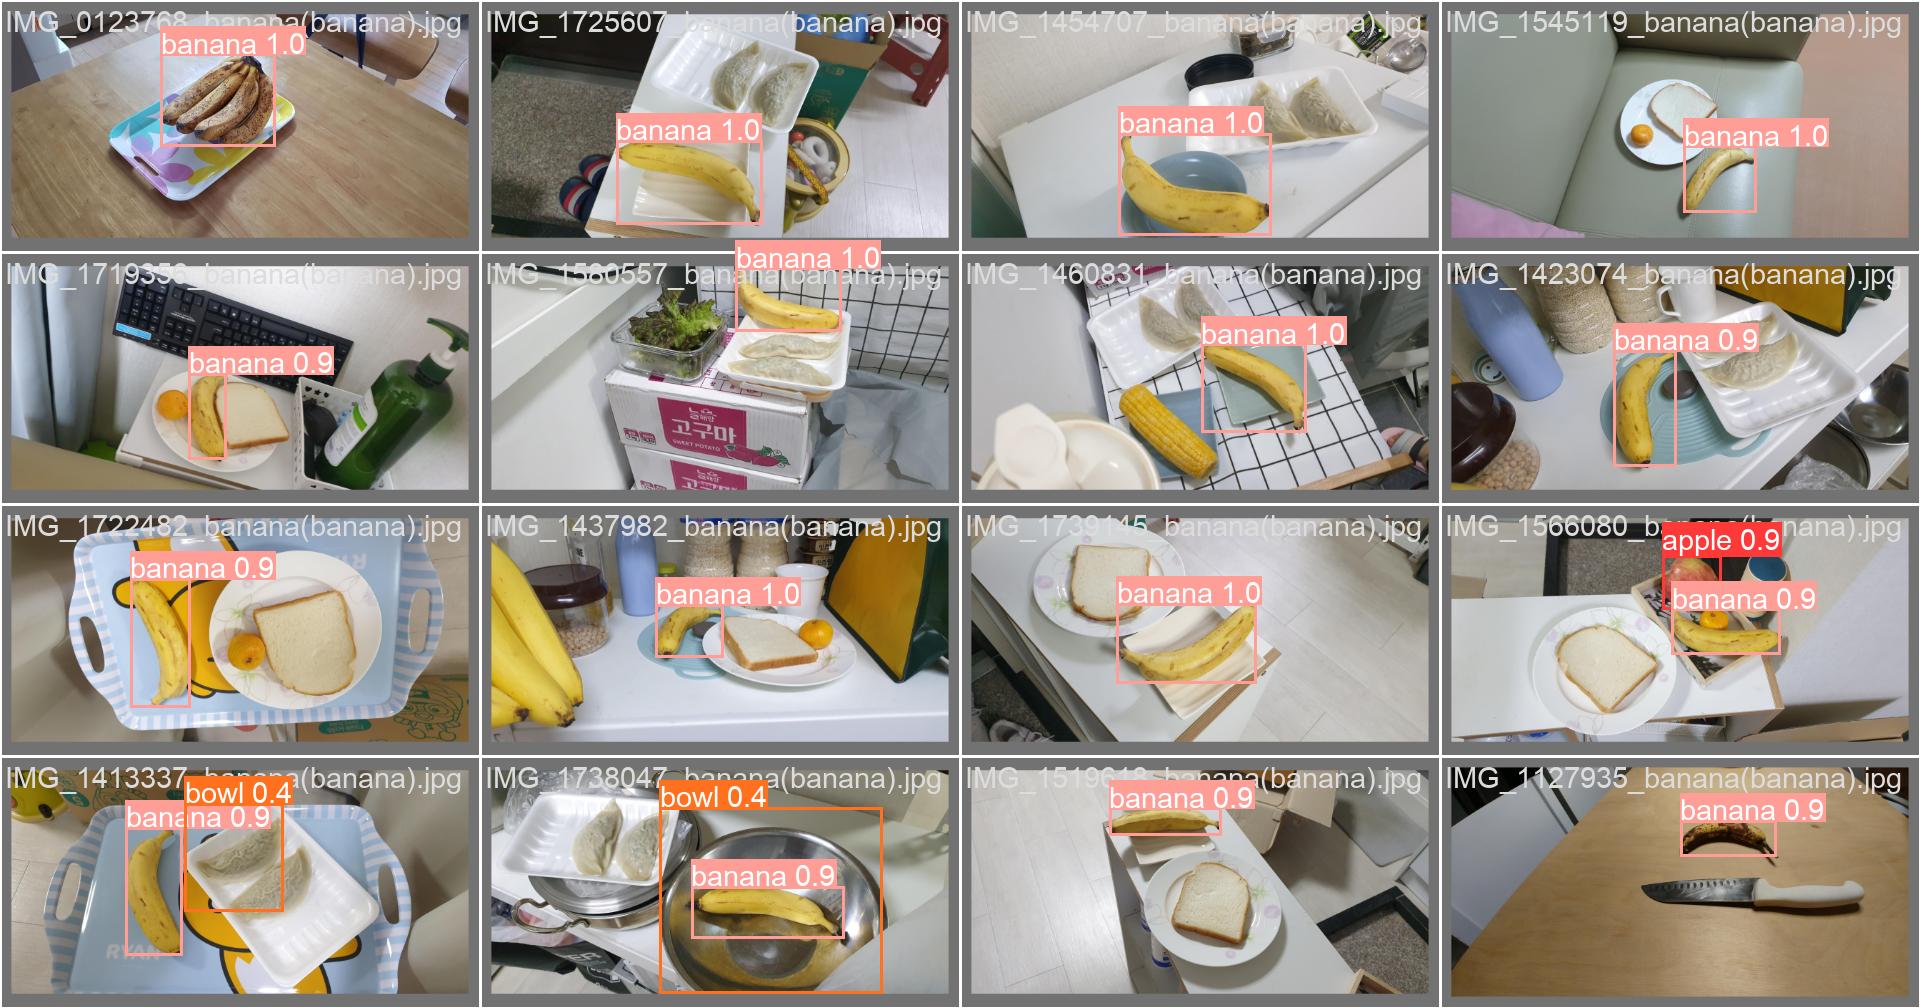 IMG_0123768_banana(banana).jpg
banana 1.0
IMG_1725607_banana(banana).jpg
banana 1.0
IMG_1454707_banana(banana).jpg
banana 1.0
IMG_1545119_banana(banana).jpg
banana 1.0
IMG_1719356_banana(banana).jpg
banana 0.9
IMG_1580557_banana(banana).jpg
banana 1.0
고구마
SWEET POTATO
고구마
IMG_1460831_banana(banana).jpg
banana 1.0
IMG_1423074_banana(banana).jpg
banana 0.9
IMG_1722482_banana(banana).jpg
banana 0.9
IMG_1437982_banana(banana).jpg
banana 1.0
IMG_1739145_banana(banana).jpg
banana 1.0
IMG_1566080_banana(banana).jpg
apple 0.9
banana 0.9
IMG_1413337_banana(banana).jpg
bowl 0.4
banana 0.9
RYAN
IMG_1738047_banana(banana).jpg
bowl 0.4
banana 0.9
IMG_1519618_banana(banana).jpg
banana 0.9
IMG_1127935_banana(banana).jpg
banana 0.9